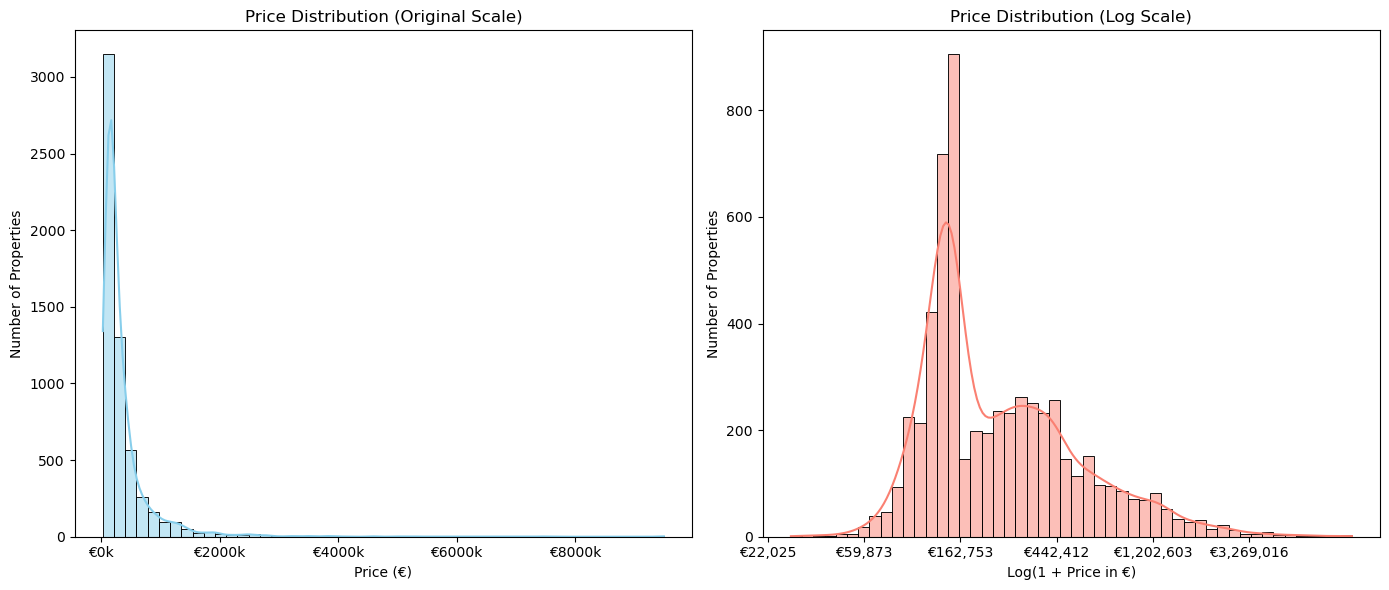 Price Distribution (Original Scale)
Number of Properties
3000
2500
2000
1500
1000
500
0
€0k €2000k €4000k €6000k €8000k
Price (€)
Price Distribution (Log Scale)
Number of Properties
800
600
400
200
0
€22,025 €59,873 €162,753 €442,412 €1,202,603 €3,269,016
Log(1 + Price in €)